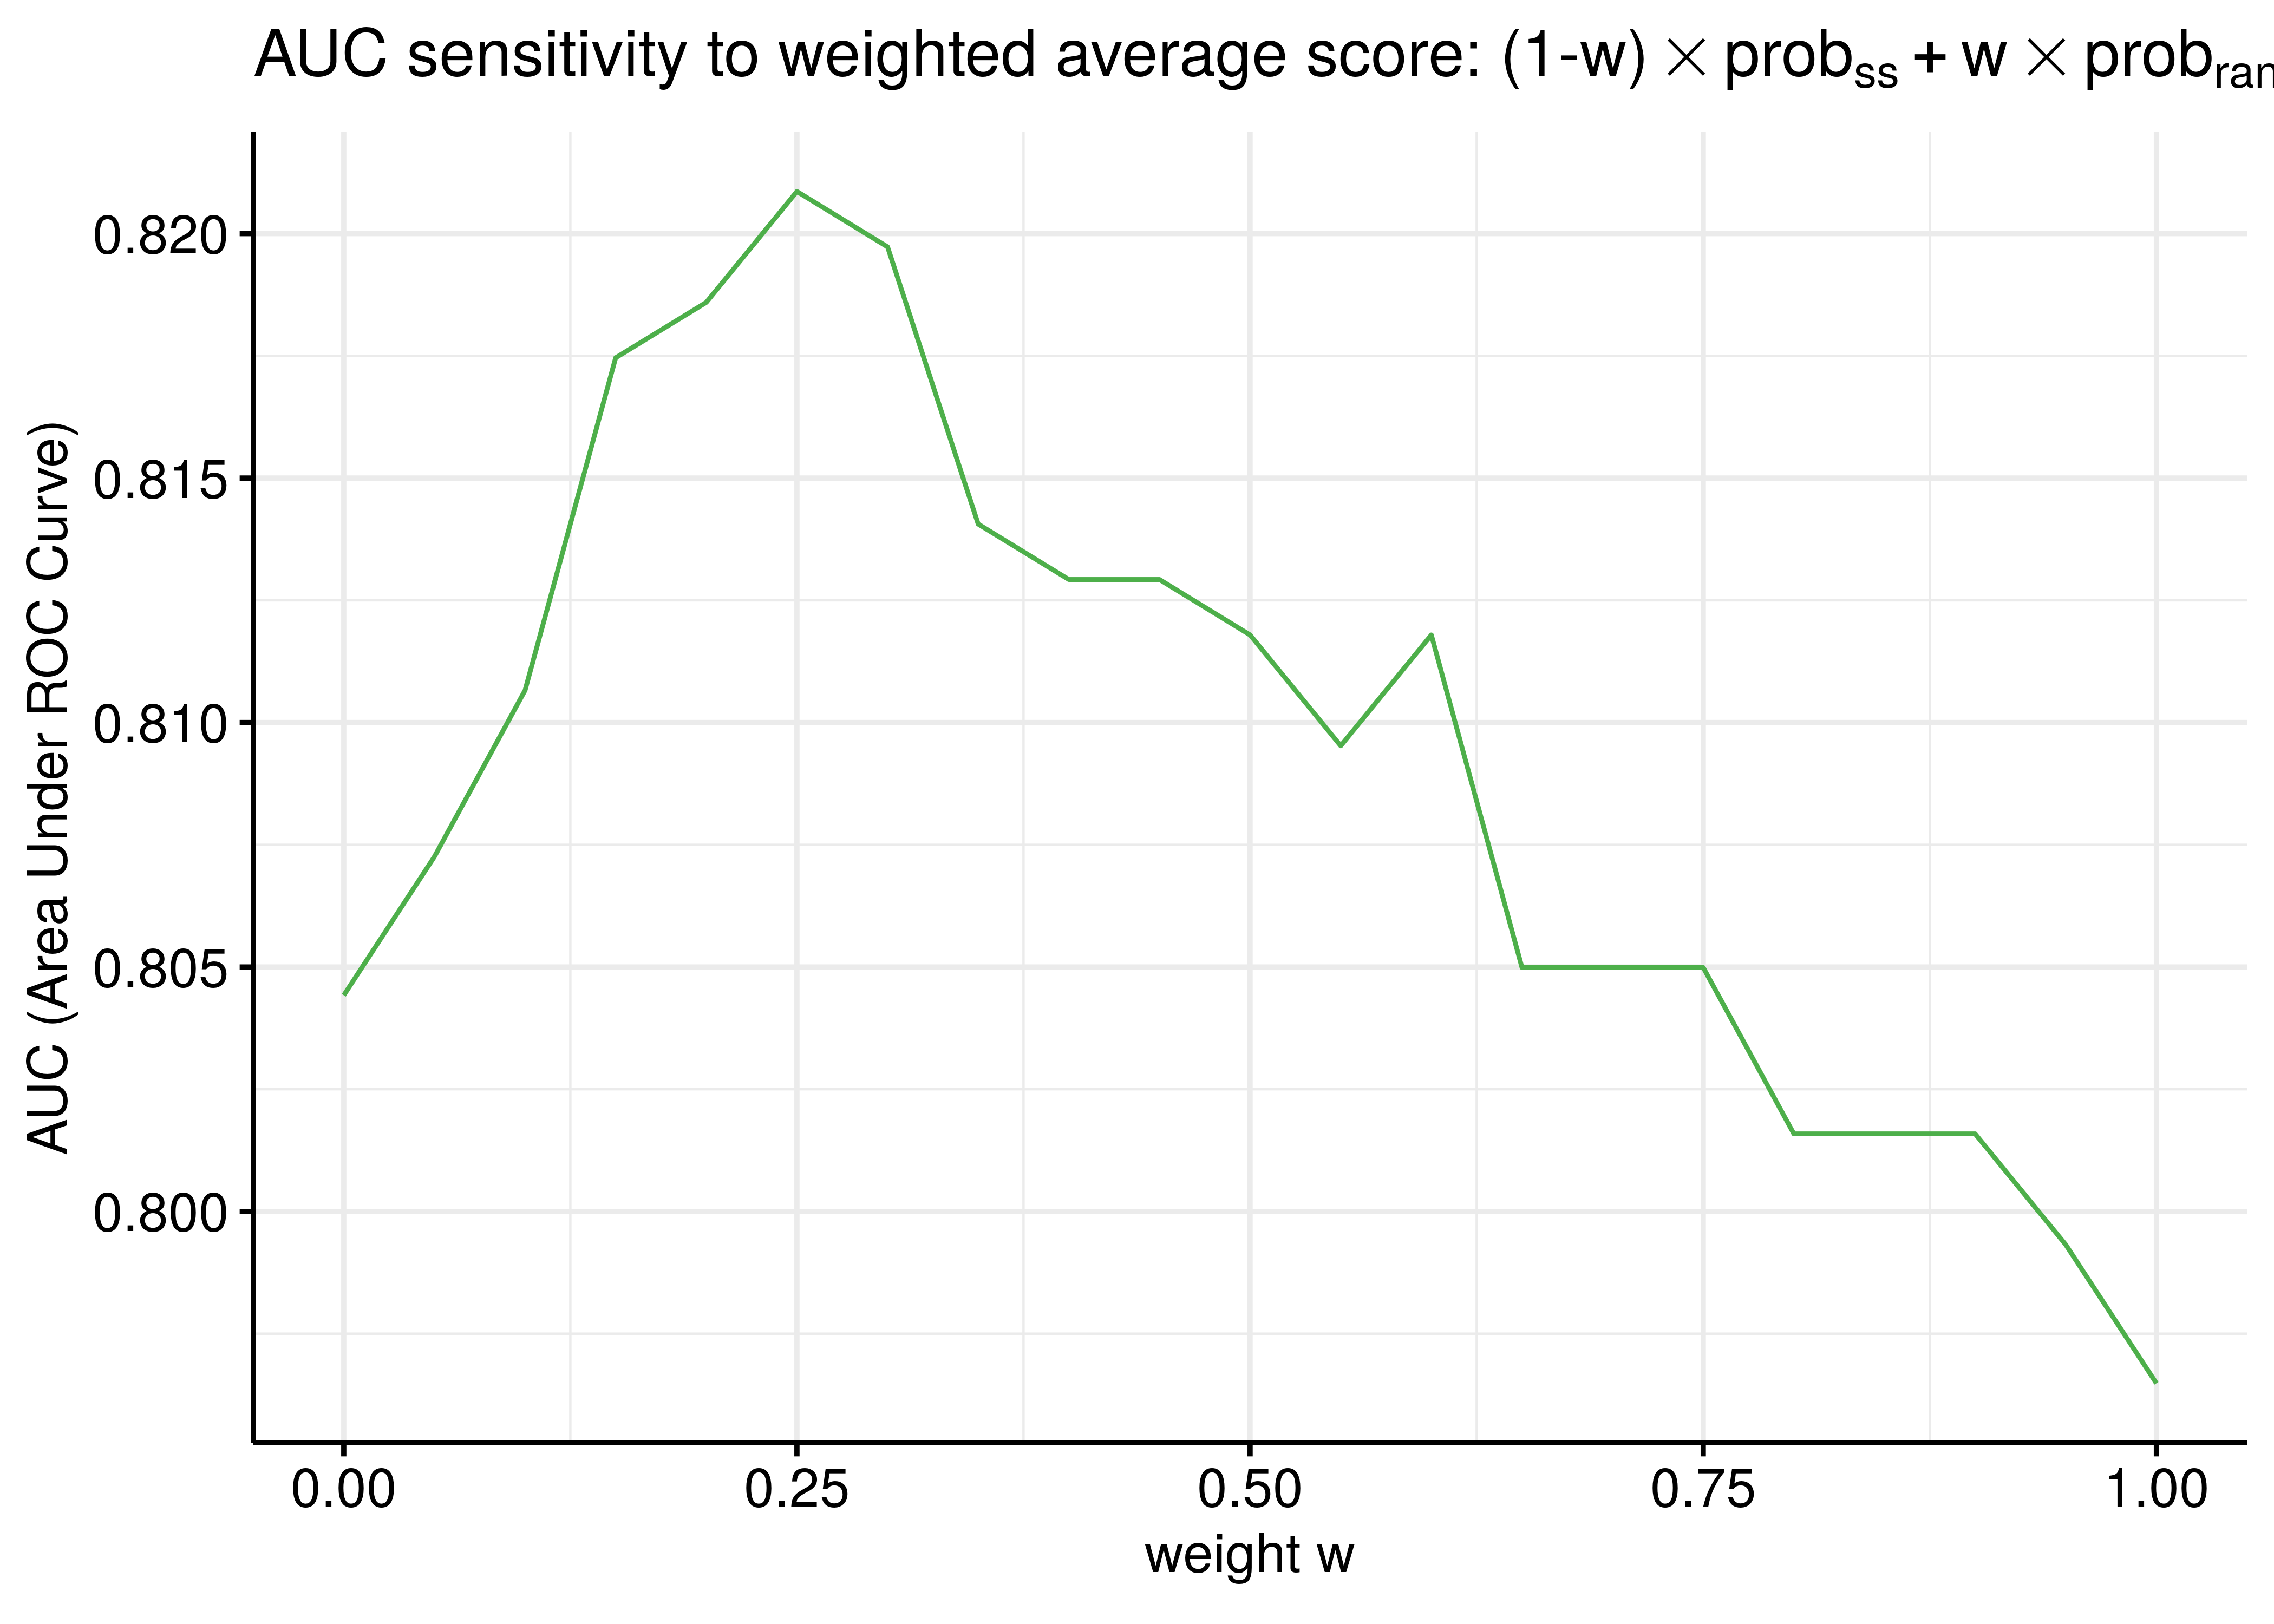 AUC sensitivity to weighted average score: (1-w) × prob_ss + w × prob_ran
0.820
0.815
0.810
0.805
0.800
AUC (Area Under ROC Curve)
0.00 0.25 0.50 0.75 1.00
weight w